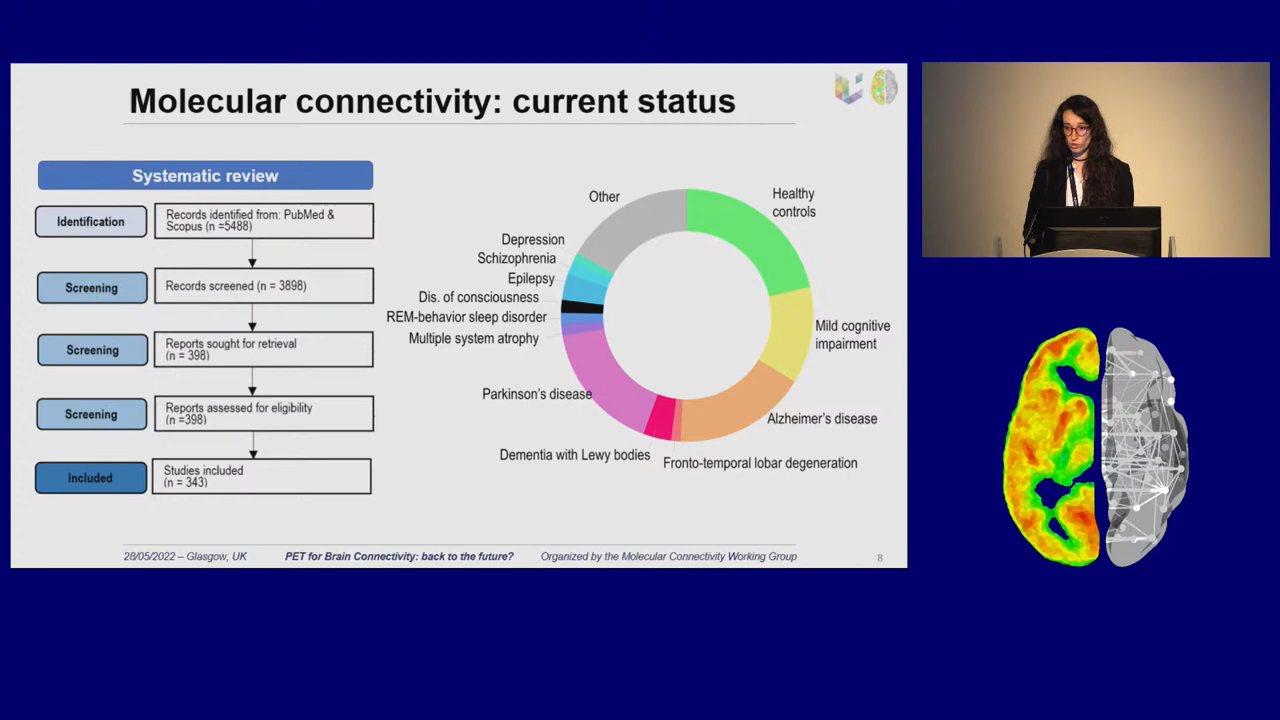 Molecular connectivity: current status
Systematic review
Identification
Records identified from: PubMed &
Scopus (n =5488)
Screening
Records screened (n = 3898)
Screening
Reports sought for retrieval
(n = 398)
Screening
Reports assessed for eligibility
(n =398)
Included
Studies included
(n = 343)
Other
Healthy
controls
Depression
Schizophrenia
Epilepsy
Dis. of consciousness
REM-behavior sleep disorder
Multiple system atrophy
Mild cognitive
impairment
Parkinson's disease
Alzheimer's disease
Dementia with Lewy bodies
Fronto-temporal lobar degeneration
28/05/2022 – Glasgow, UK
PET for Brain Connectivity: back to the future?
Organized by the Molecular Connectivity Working Group
8